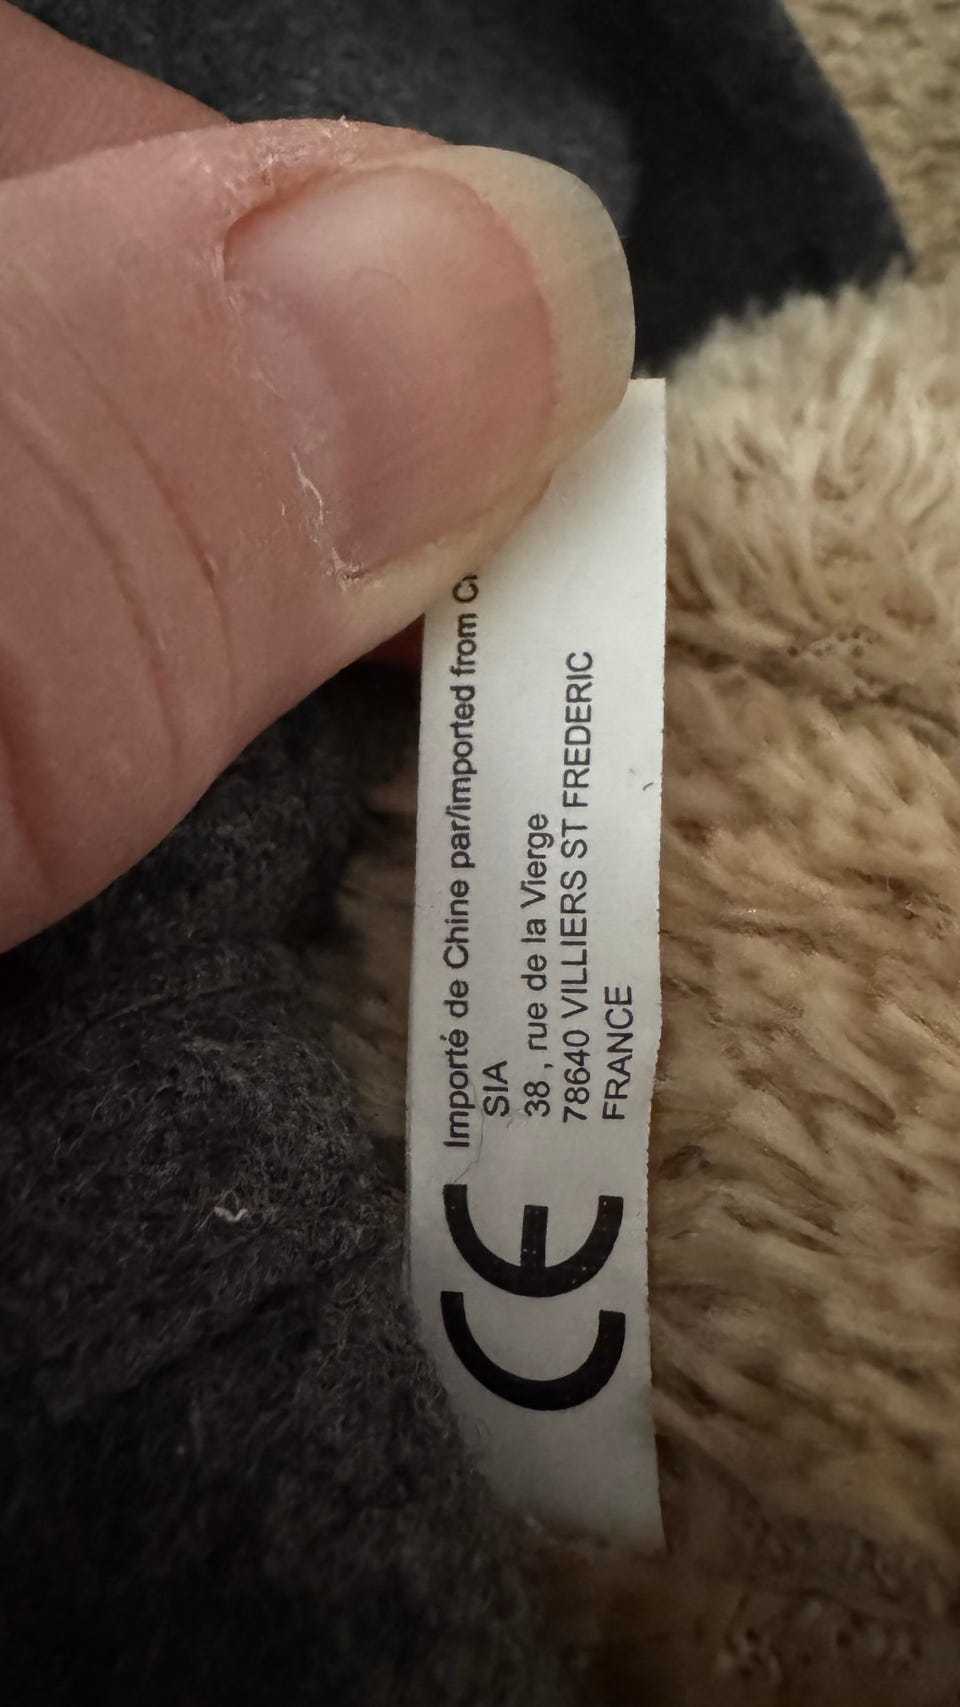 Importé de Chine par/imported from
SIA
38 , rue de la Vierge
78640 VILLIERS ST FREDERIC
FRANCE
CE